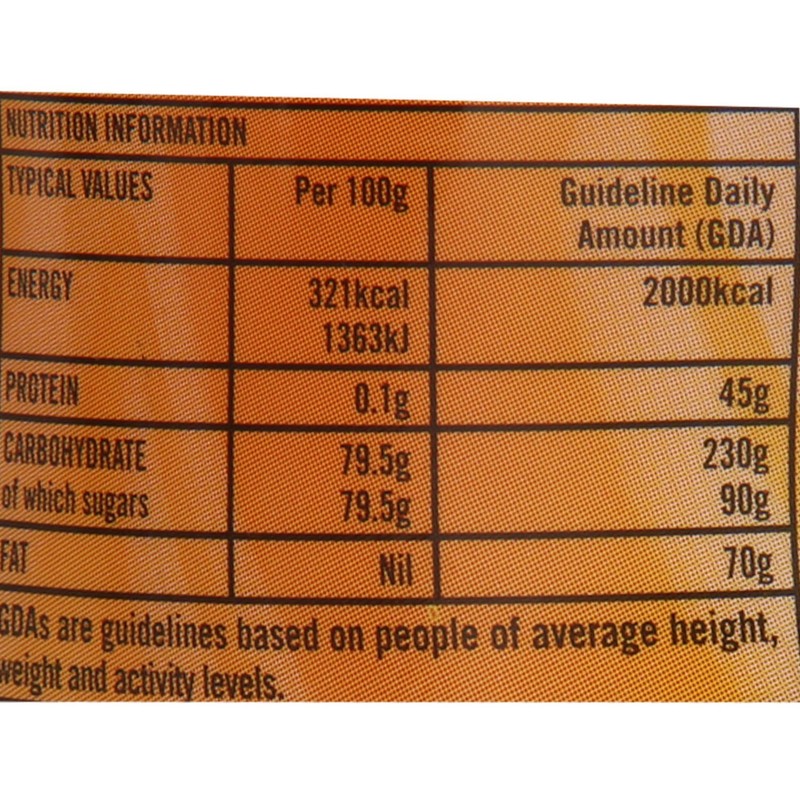 NUTRITION INFORMATION
TYPICAL VALUES Per 100g Guideline Daily
Amount (GDA)
ENERGY 321kcal 2000kcal
1363kJ
PROTEIN 0.1g 45g
CARBOHYDRATE 79.5g 230g
of which sugars 79.5g 90g
FAT Nil 70g
GDAs are guidelines based on people of average height,
weight and activity levels.